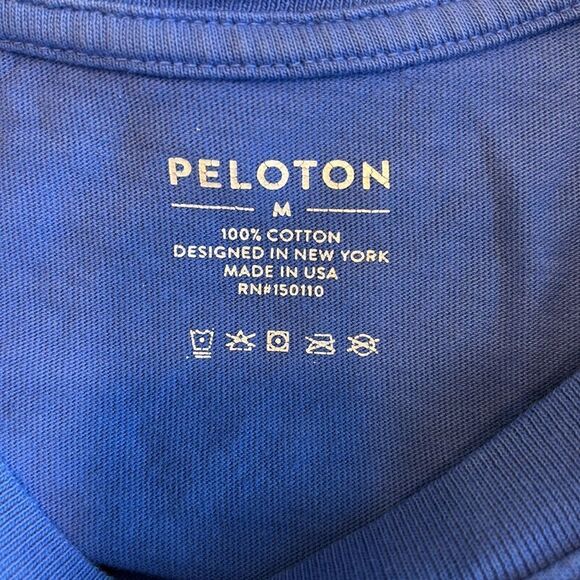 PELOTON
M
100% COTTON
DESIGNED IN NEW YORK
MADE IN USA
RN#150110